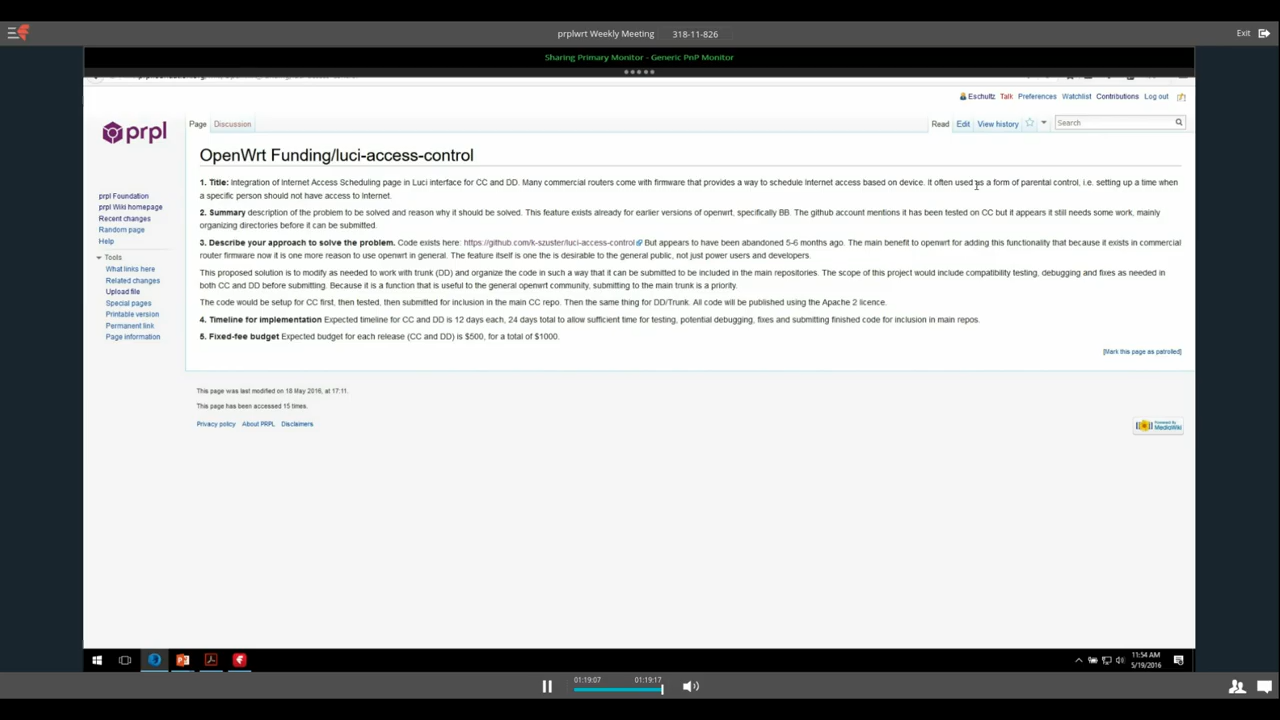 prplwrt Weekly Meeting 318-11-826
Exit
Sharing Primary Monitor - Generic PnP Monitor
Eschultz Talk Preferences Watchlist Contributions Log out
prpl
Page Discussion
Read Edit View history Search
OpenWrt Funding/luci-access-control
1. Title: Integration of Internet Access Scheduling page in Luci interface for CC and DD. Many commercial routers come with firmware that provides a way to schedule Internet access based on device. It often used as a form of parental control, i.e. setting up a time when
a specific person should not have access to Internet.
2. Summary description of the problem to be solved and reason why it should be solved. This feature exists already for earlier versions of openwrt, specifically BB. The github account mentions it has been tested on CC but it appears it still needs some work, mainly
organizing directories before it can be submitted.
3. Describe your approach to solve the problem. Code exists here: https://github.com/k-szuster/luci-access-control But appears to have been abandoned 5-6 months ago. The main benefit to openwrt for adding this functionality that because it exists in commercial
router firmware now it is one more reason to use openwrt in general. The feature itself is one the is desirable to the general public, not just power users and developers.
This proposed solution is to modify as needed to work with trunk (DD) and organize the code in such a way that it can be submitted to be included in the main repositories. The scope of this project would include compatibility testing, debugging and fixes as needed in
both CC and DD before submitting. Because it is a function that is useful to the general openwrt community, submitting to the main trunk is a priority.
The code would be setup for CC first, then tested, then submitted for inclusion in the main CC repo. Then the same thing for DD/Trunk. All code will be published using the Apache 2 licence.
4. Timeline for implementation Expected timeline for CC and DD is 12 days each, 24 days total to allow sufficient time for testing, potential debugging, fixes and submitting finished code for inclusion in main repos.
5. Fixed-fee budget Expected budget for each release (CC and DD) is $500, for a total of $1000.
[Mark this page as patrolled]
prpl Foundation
prpl Wiki homepage
Recent changes
Random page
Help
Tools
What links here
Related changes
Upload file
Special pages
Printable version
Permanent link
Page information
This page was last modified on 18 May 2016, at 17:11.
This page has been accessed 15 times.
Privacy policy About PRPL Disclaimers
Powered By
MediaWiki
11:54 AM
5/19/2016
01:19:07 01:19:17